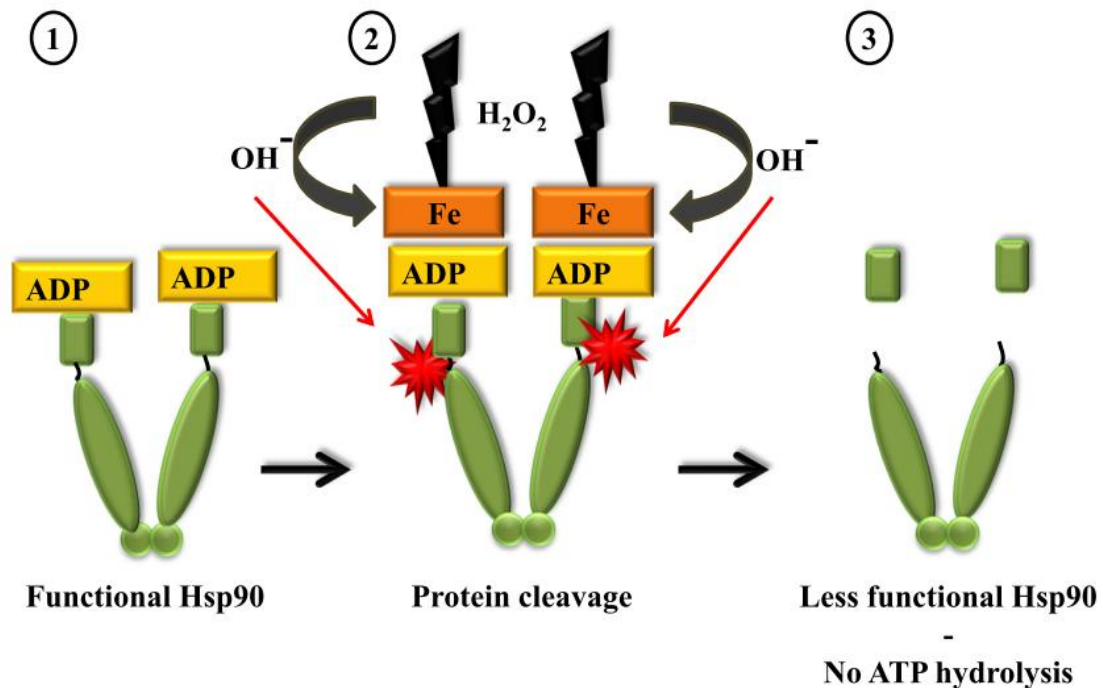 1
2
3
H₂O₂
OH⁻
OH⁻
Fe
Fe
ADP
ADP
ADP
ADP
Functional Hsp90
Protein cleavage
Less functional Hsp90
-
No ATP hydrolysis